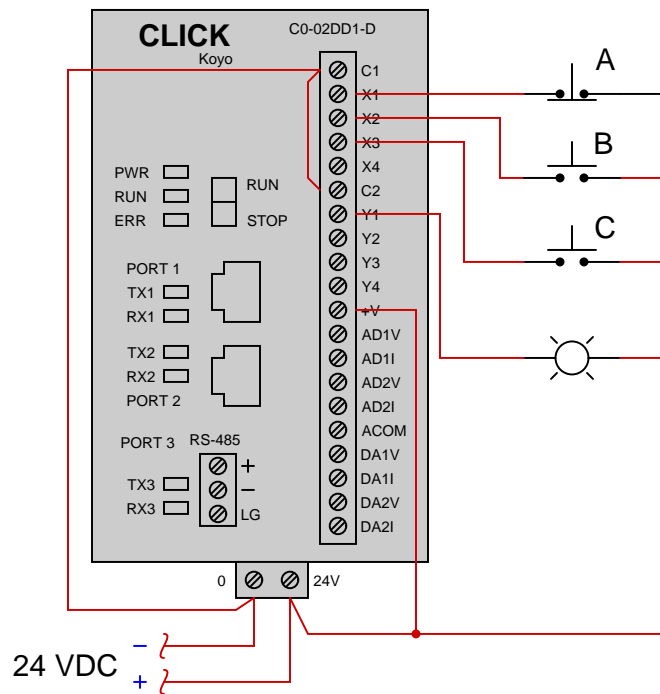 CLICK C0-02DD1-D
Koyo
C1
X1
X2
X3
X4
C2
Y1
Y2
Y3
Y4
+V
AD1V
AD1I
AD2V
AD2I
ACOM
DA1V
DA1I
DA2V
DA2I
PWR
RUN
ERR
RUN
STOP
PORT 1
TX1
RX1
TX2
RX2
PORT 2
PORT 3 RS-485
TX3
RX3
+
−
LG
0 24V
24 VDC
−
+
A
B
C